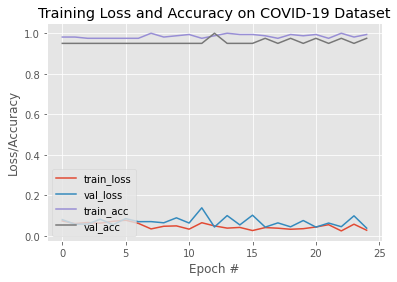 Training Loss and Accuracy on COVID-19 Dataset
1.0
0.8
0.6
0.4
0.2
0.0
Loss/Accuracy
train_loss
val_loss
train_acc
val_acc
0 5 10 15 20 25
Epoch #